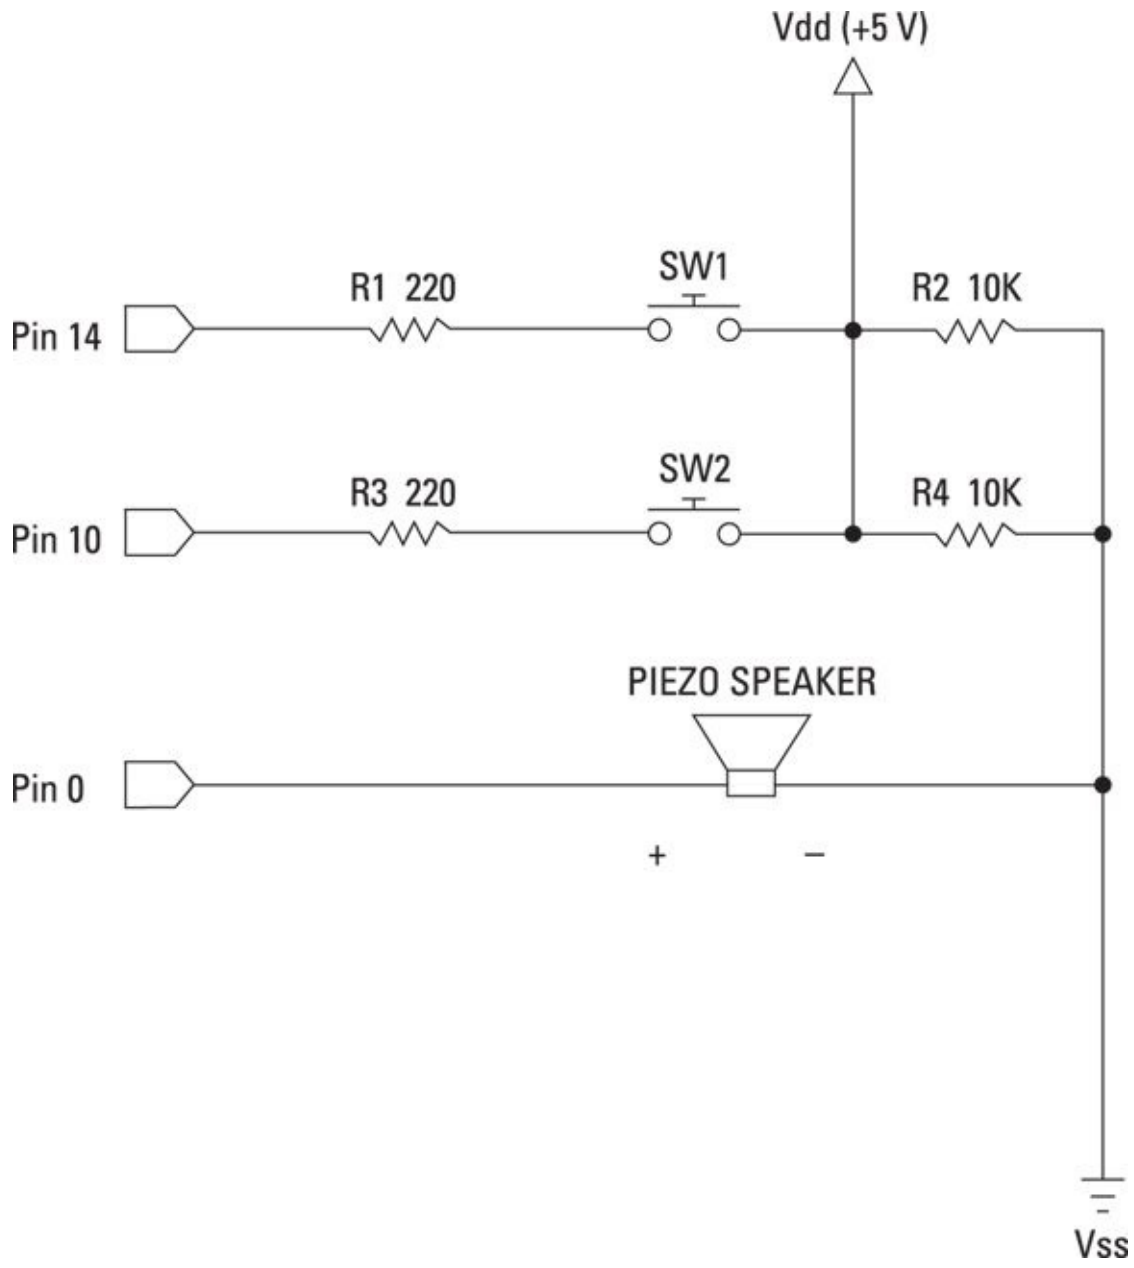 Vdd (+5 V)
SW1
R1 220
R2 10K
Pin 14
SW2
R3 220
R4 10K
Pin 10
PIEZO SPEAKER
Pin 0
+ −
Vss